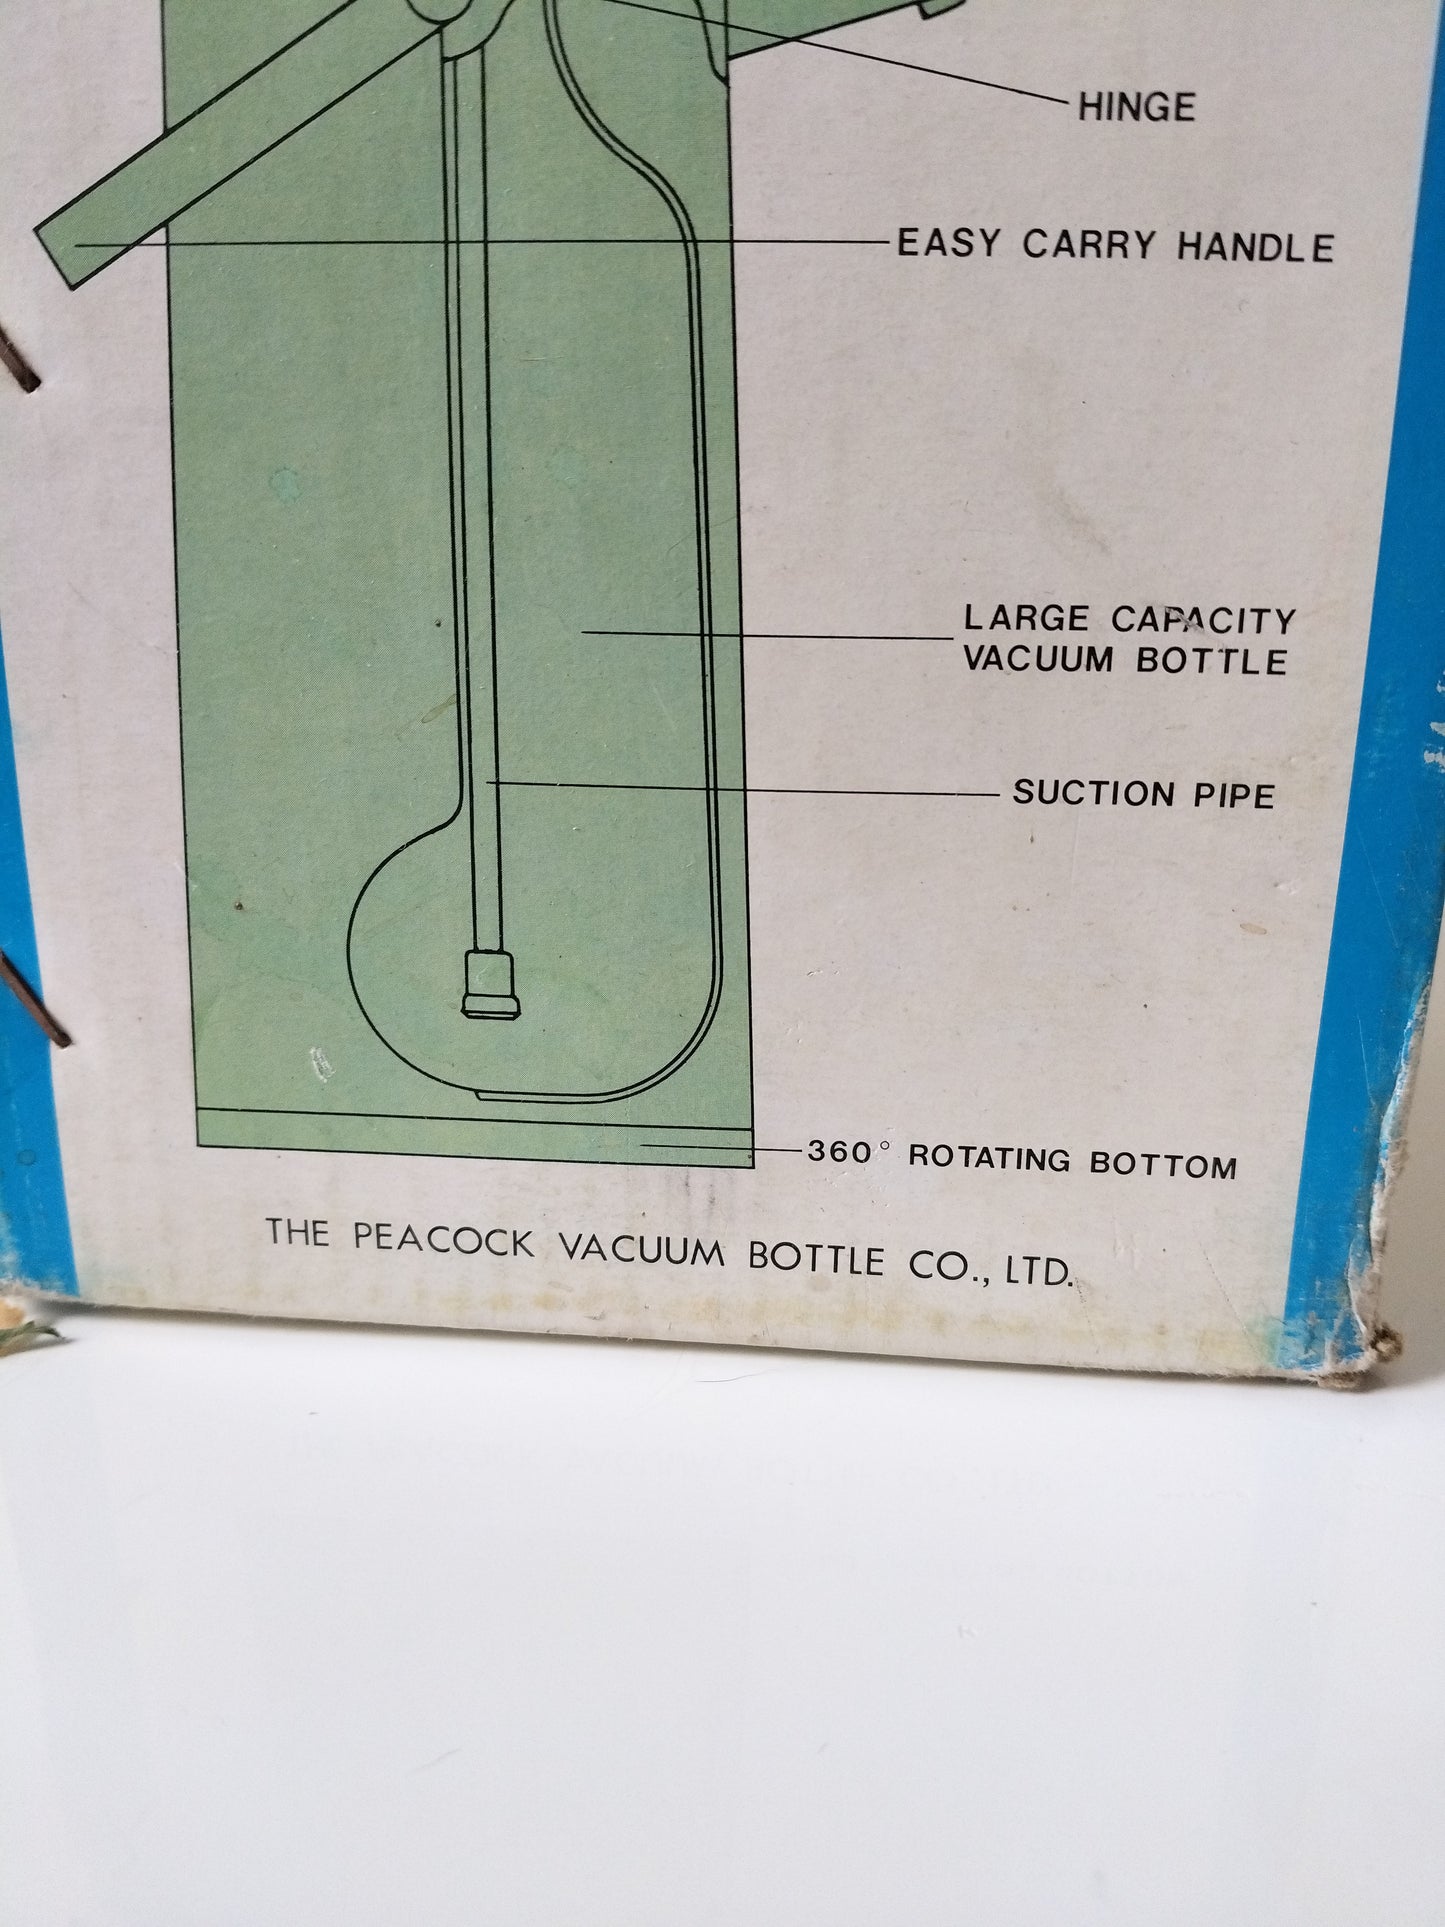 HINGE
EASY CARRY HANDLE
LARGE CAPACITY
VACUUM BOTTLE
SUCTION PIPE
360° ROTATING BOTTOM
THE PEACOCK VACUUM BOTTLE CO., LTD.